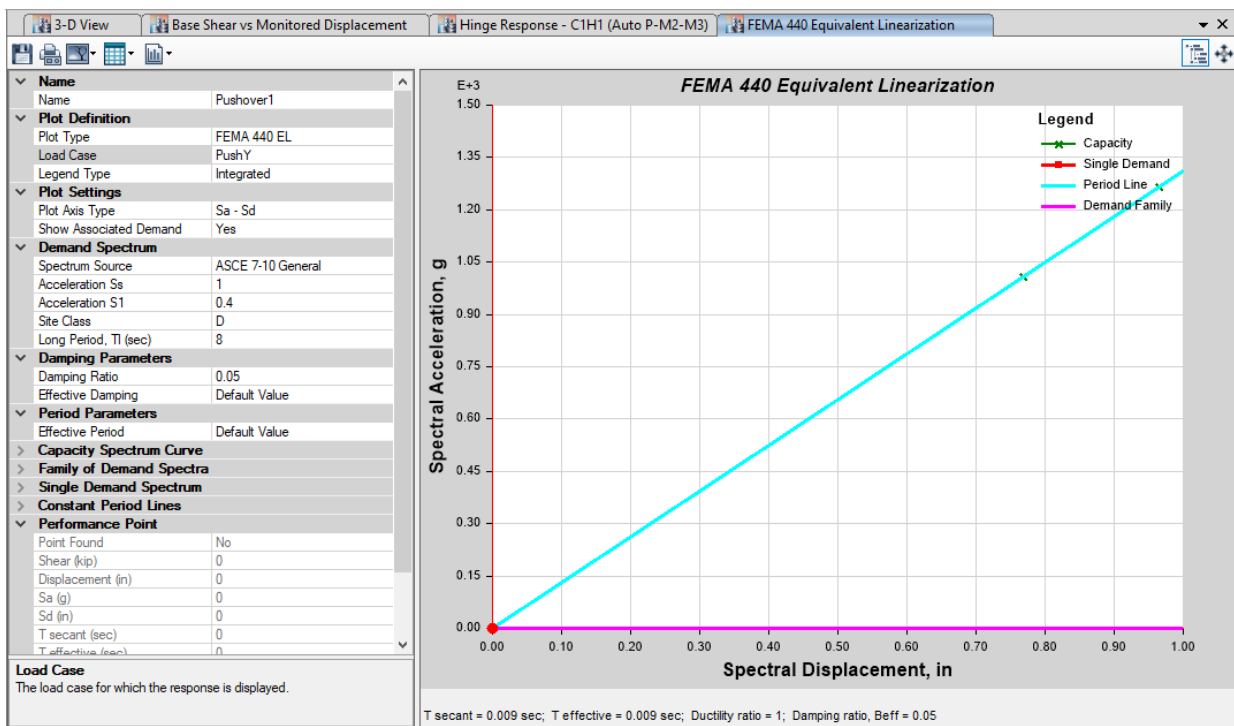 3-D View
Base Shear vs Monitored Displacement
Hinge Response - C1H1 (Auto P-M2-M3)
FEMA 440 Equivalent Linearization
Name
Name Pushover1
Plot Definition
Plot Type FEMA 440 EL
Load Case PushY
Legend Type Integrated
Plot Settings
Plot Axis Type Sa - Sd
Show Associated Demand Yes
Demand Spectrum
Spectrum Source ASCE 7-10 General
Acceleration Ss 1
Acceleration S1 0.4
Site Class D
Long Period, Tl (sec) 8
Damping Parameters
Damping Ratio 0.05
Effective Damping Default Value
Period Parameters
Effective Period Default Value
Capacity Spectrum Curve
Family of Demand Spectra
Single Demand Spectrum
Constant Period Lines
Performance Point
Point Found No
Shear (kip) 0
Displacement (in) 0
Sa (g) 0
Sd (in) 0
T secant (sec) 0
T effective (sec) 0
Load Case
The load case for which the response is displayed.
FEMA 440 Equivalent Linearization
E+3
1.50
1.35
1.20
1.05
0.90
0.75
0.60
0.45
0.30
0.15
0.00
Spectral Acceleration, g
Legend
Capacity
Single Demand
Period Line
Demand Family
0.00 0.10 0.20 0.30 0.40 0.50 0.60 0.70 0.80 0.90 1.00
Spectral Displacement, in
T secant = 0.009 sec; T effective = 0.009 sec; Ductility ratio = 1; Damping ratio, Beff = 0.05